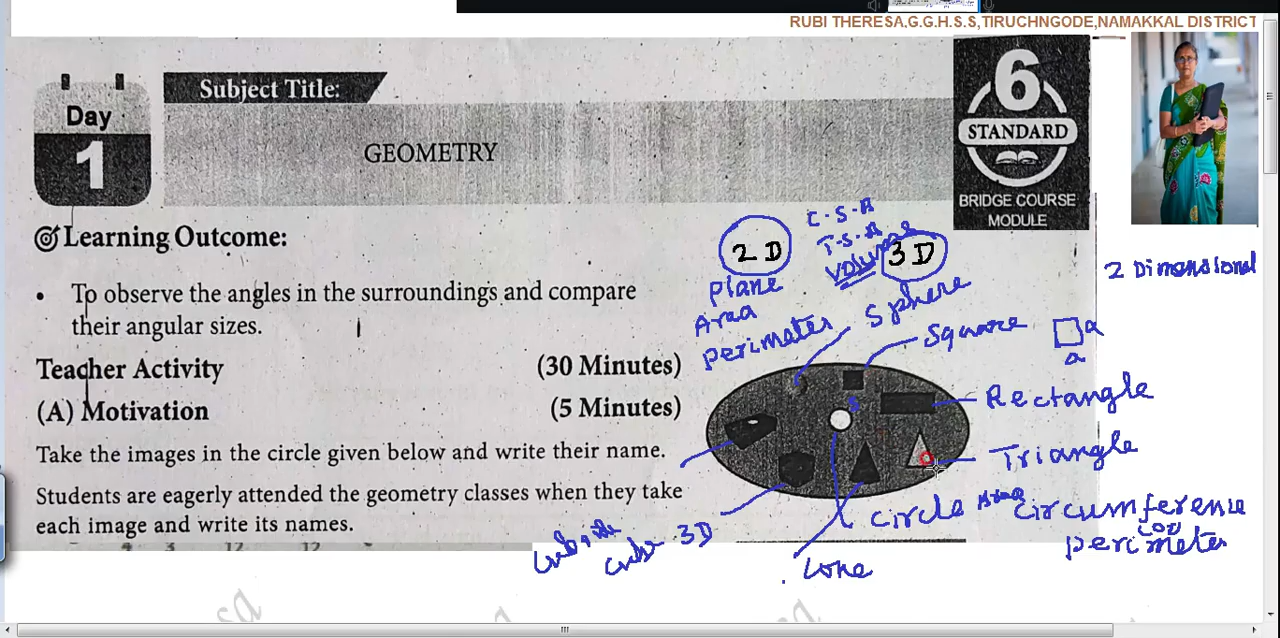 RUBI THERESA,G.G.H.S.S,TIRUCHNGODE,NAMAKKAL DISTRICT
Day
1
Subject Title:
GEOMETRY
6
STANDARD
BRIDGE COURSE
MODULE
Learning Outcome:
• To observe the angles in the surroundings and compare
their angular sizes.
Teacher Activity (30 Minutes)
(A) Motivation (5 Minutes)
Take the images in the circle given below and write their name.
Students are eagerly attended the geometry classes when they take
each image and write its names.
C.S.A
T.S.A
Volume
2 D
3 D
plane
Area
perimeter
Sphere
Square
a
a
2 Dimensional
Rectangle
Triangle
Circle Area
Circumference
(or)
perimeter
Cone
cube 3D